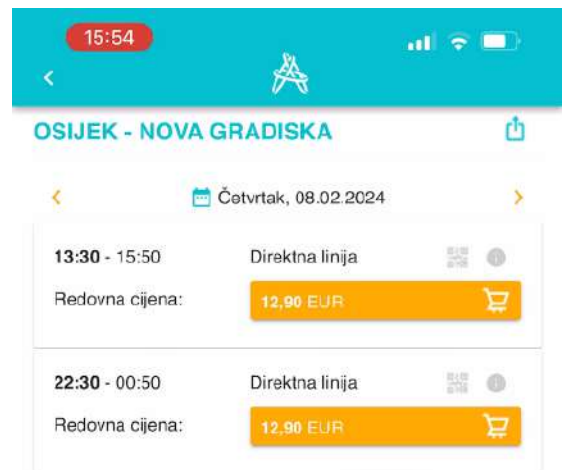 15:54
OSIJEK - NOVA GRADISKA
Četvrtak, 08.02.2024
13:30 - 15:50 Direktna linija
Redovna cijena: 12,90 EUR
22:30 - 00:50 Direktna linija
Redovna cijena: 12,90 EUR